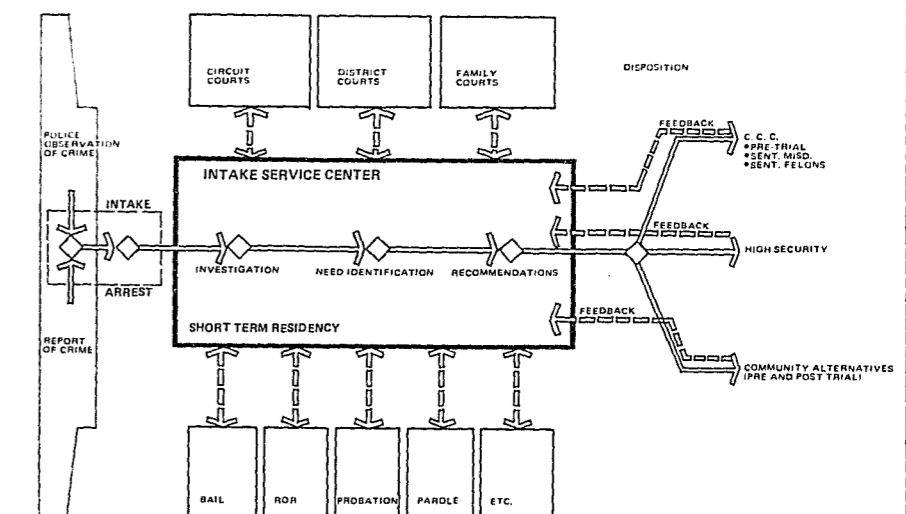 CIRCUIT
COURTS
DISTRICT
COURTS
FAMILY
COURTS
DISPOSITION
POLICE
OBSERVATION
OF CRIME
FEEDBACK
C. C. C.
•PRE-TRIAL
•SENT. MISD.
•SENT. FELONS
INTAKE SERVICE CENTER
INTAKE
FEEDBACK
HIGH SECURITY
INVESTIGATION
NEED IDENTIFICATION
RECOMMENDATIONS
ARREST
FEEDBACK
SHORT TERM RESIDENCY
REPORT
OF CRIME
COMMUNITY ALTERNATIVES
(PRE AND POST TRIAL)
BAIL
ROR
PROBATION
PAROLE
ETC.